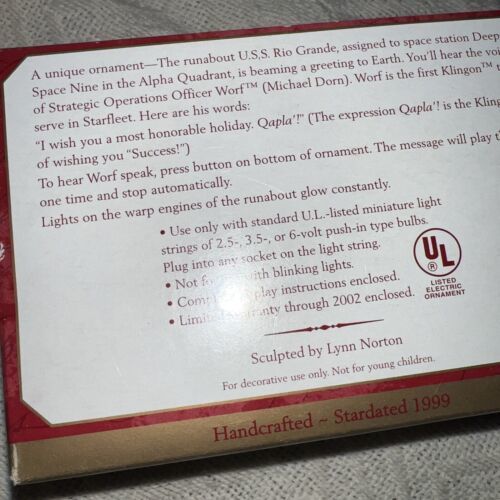 A unique ornament—The runabout U.S.S. Rio Grande, assigned to space station Deep
Space Nine in the Alpha Quadrant, is beaming a greeting to Earth. You'll hear the
of Strategic Operations Officer Worf™ (Michael Dorn). Worf is the first Klingon™
serve in Starfleet. Here are his words:
"I wish you a most honorable holiday. Qapla'!" (The expression Qapla'! is the
of wishing you "Success!")
To hear Worf speak, press button on bottom of ornament. The message will play
one time and stop automatically.
Lights on the warp engines of the runabout glow constantly.
• Use only with standard U.L.-listed miniature light
strings of 2.5-, 3.5-, or 6-volt push-in type bulbs.
Plug into any socket on the light string.
• Not with blinking lights.
• instructions enclosed.
• through 2002 enclosed.
UL
®
LISTED
ELECTRIC
ORNAMENT
Sculpted by Lynn Norton
For decorative use only. Not for young children.
Handcrafted ~ Stardated 1999